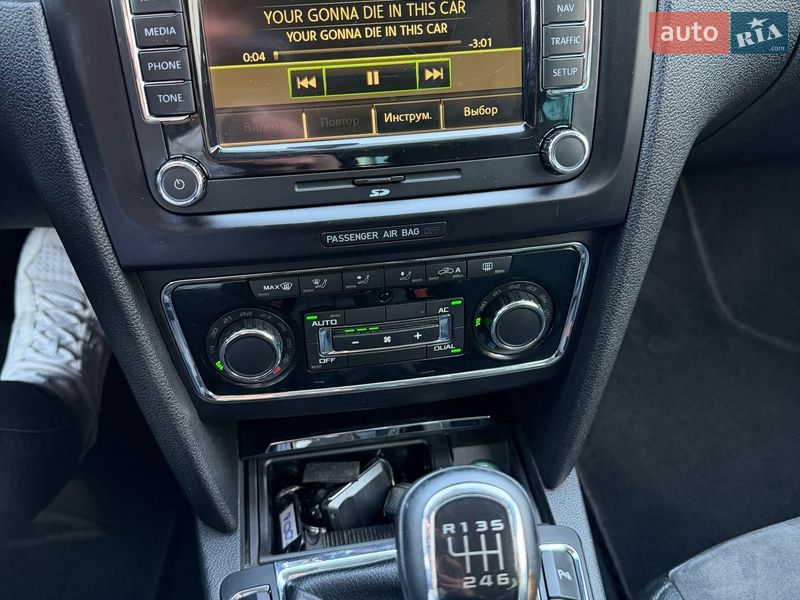 NAV
MEDIA
TRAFFIC
PHONE
SETUP
TONE
YOUR GONNA DIE IN THIS CAR
YOUR GONNA DIE IN THIS CAR
0:04 -3:01
Видео Повтор Инструм. Выбор
SD
PASSENGER AIR BAG OFF
MAX
A
AUTO
AC
OFF
DUAL
R 1 3 5
2 4 6
P
auto RIA
.com